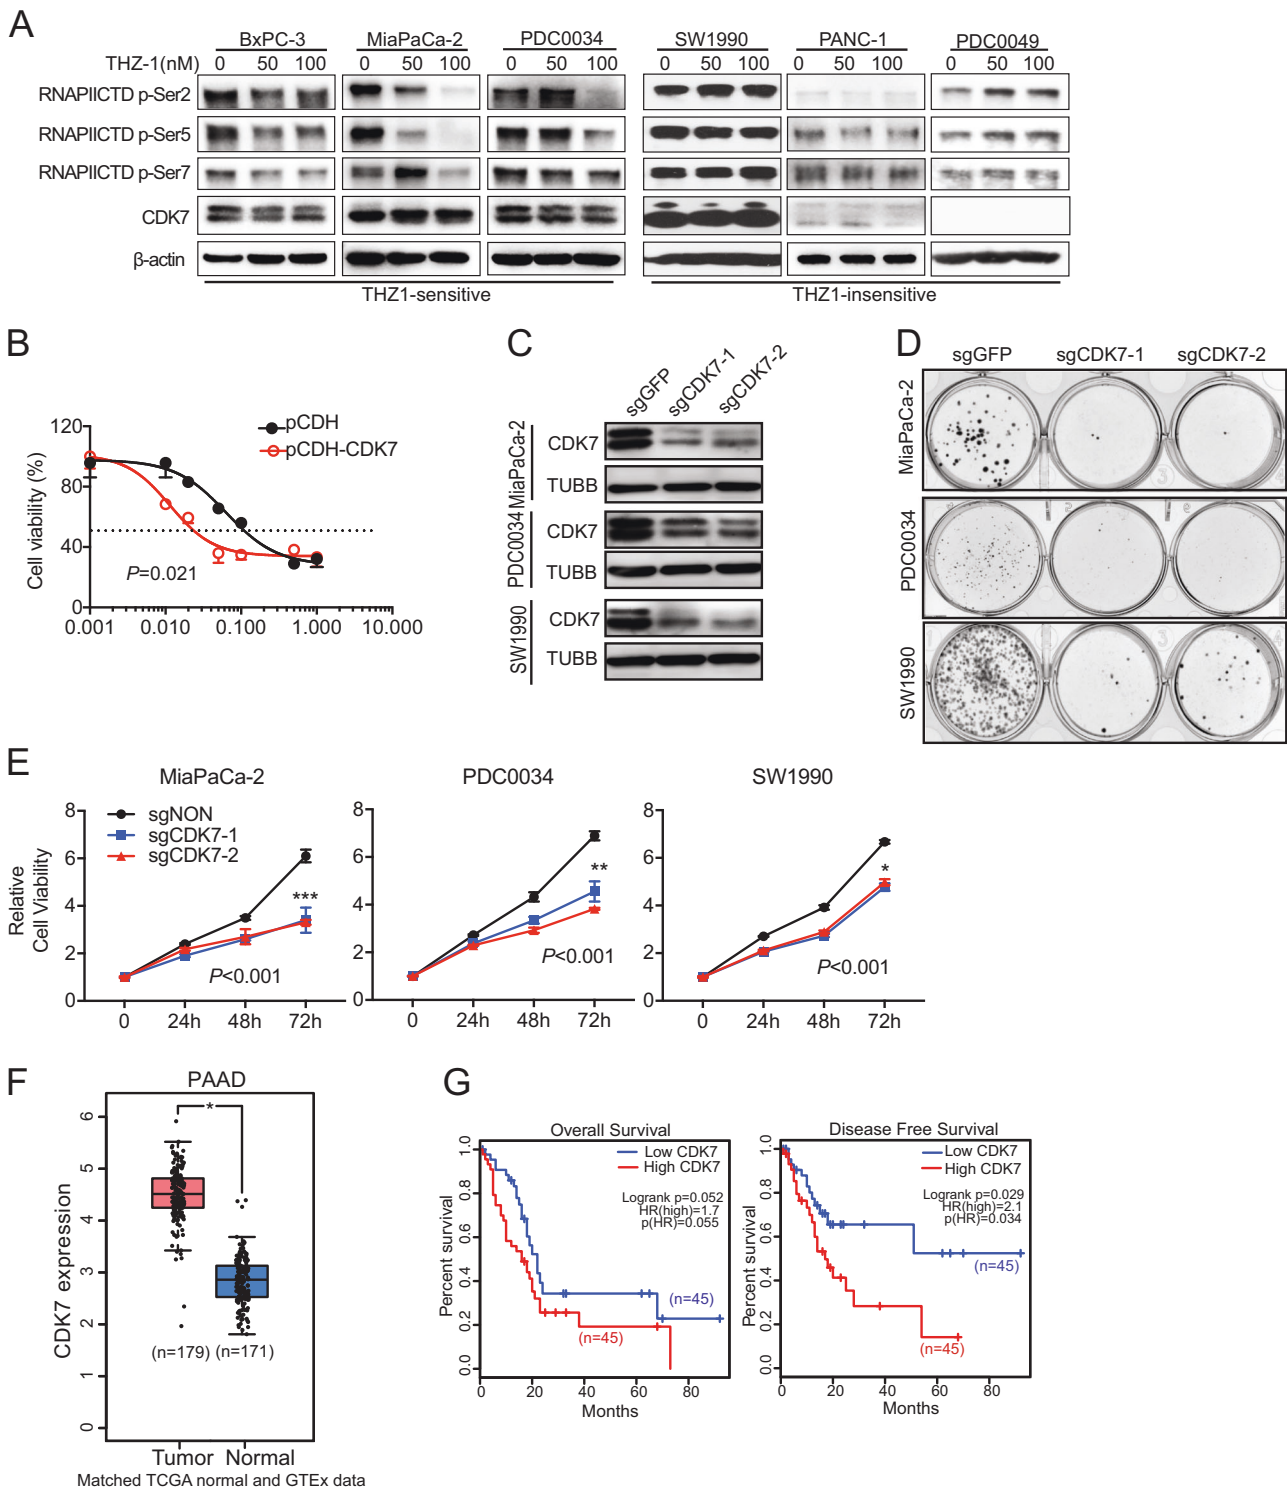 A
BxPC-3 MiaPaCa-2 PDC0034 SW1990 PANC-1 PDC0049
THZ-1(nM) 0 50 100 0 50 100 0 50 100 0 50 100 0 50 100 0 50 100
RNAPIICTD p-Ser2
RNAPIICTD p-Ser5
RNAPIICTD p-Ser7
CDK7
β-actin
THZ1-sensitive THZ1-insensitive
B
pCDH
pCDH-CDK7
Cell viability (%)
120
80
40
0
P=0.021
0.001 0.010 0.100 1.000 10.000
C
sgGFP sgCDK7-1 sgCDK7-2
MiaPaCa-2
CDK7
TUBB
PDC0034
CDK7
TUBB
SW1990
CDK7
TUBB
D
sgGFP sgCDK7-1 sgCDK7-2
MiaPaCa-2
PDC0034
SW1990
E
MiaPaCa-2
Relative
Cell Viability
8
6
4
2
0
sgNON
sgCDK7-1
sgCDK7-2
***
P<0.001
0 24h 48h 72h
PDC0034
8
6
4
2
0
**
P<0.001
0 24h 48h 72h
SW1990
8
6
4
2
0
*
P<0.001
0 24h 48h 72h
F
PAAD
*
CDK7 expression
6
5
4
3
2
1
0
(n=179) (n=171)
Tumor Normal
Matched TCGA normal and GTEx data
G
Overall Survival
Low CDK7
High CDK7
Logrank p=0.052
HR(high)=1.7
p(HR)=0.055
Percent survival
1.0
0.8
0.6
0.4
0.2
0.0
(n=45)
(n=45)
0 20 40 60 80
Months
Disease Free Survival
Low CDK7
High CDK7
Logrank p=0.029
HR(high)=2.1
p(HR)=0.034
Percent survival
1.0
0.8
0.6
0.4
0.2
0.0
(n=45)
(n=45)
0 20 40 60 80
Months